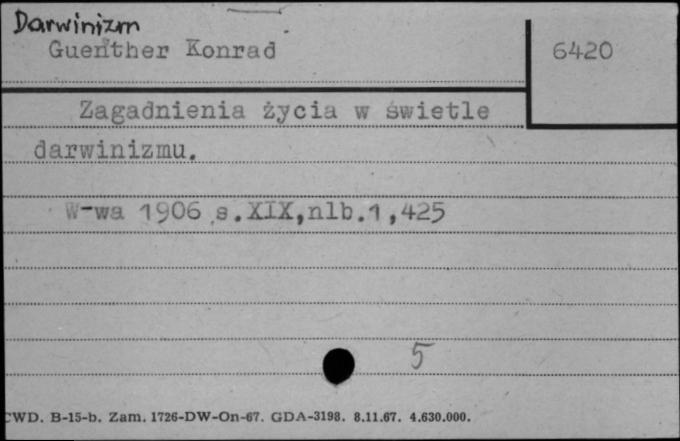 Darwinizm
Guenther Konrad
6420
Zagadnienia życia w świetle
darwinizmu.
W-wa 1906 s.XIX,nlb.1,425
5
CWD. B-15-b. Zam. 1726-DW-On-67. GDA-3198. 8.11.67. 4.630.000.